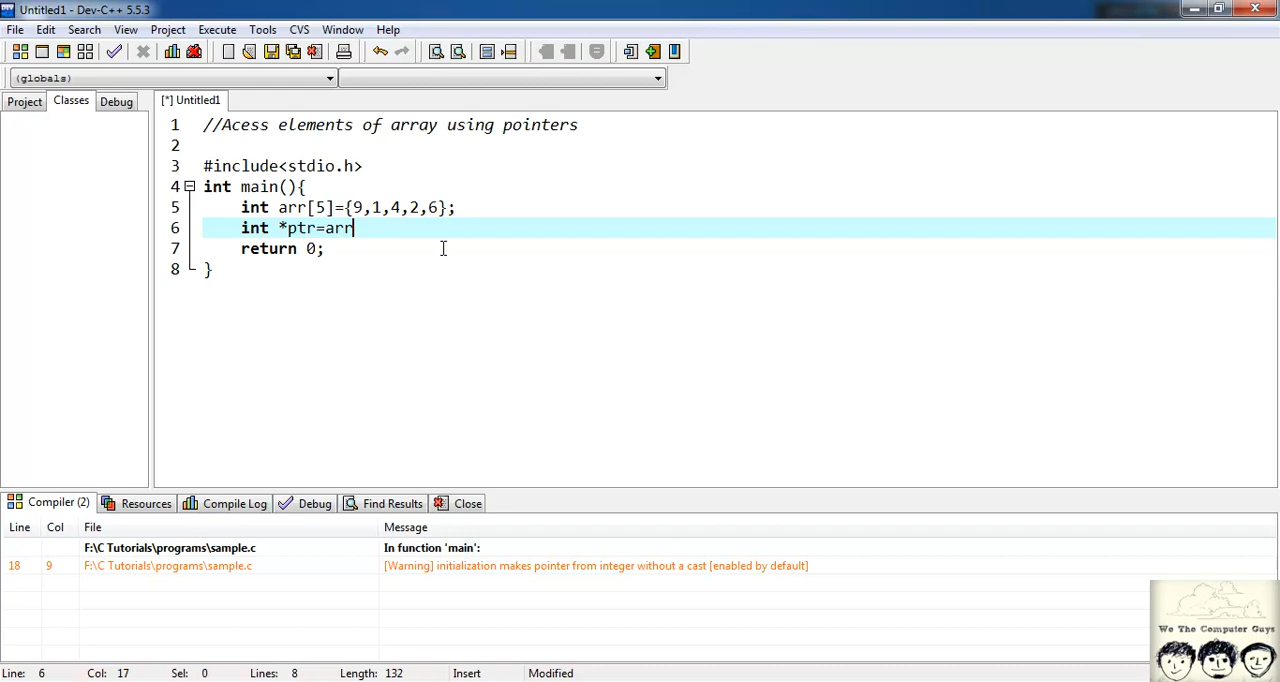 Untitled1 - Dev-C++ 5.5.3
File Edit Search View Project Execute Tools CVS Window Help
(globals)
Project Classes Debug [*] Untitled1
1 //Acess elements of array using pointers
2
3 #include<stdio.h>
4 int main(){
5 int arr[5]={9,1,4,2,6};
6 int *ptr=arr
7 return 0;
8 }
Compiler (2) Resources Compile Log Debug Find Results Close
Line Col File Message
F:\C Tutorials\programs\sample.c In function 'main':
18 9 F:\C Tutorials\programs\sample.c [Warning] initialization makes pointer from integer without a cast [enabled by default]
We The Computer Guys
Line: 6 Col: 17 Sel: 0 Lines: 8 Length: 132 Insert Modified